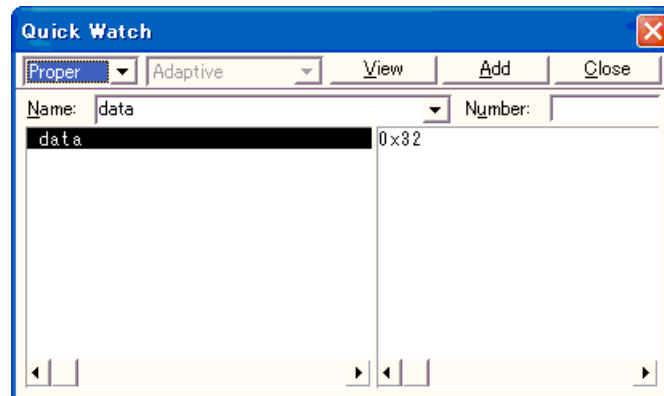 Quick Watch
Proper Adaptive View Add Close
Name: data Number:
data 0x32